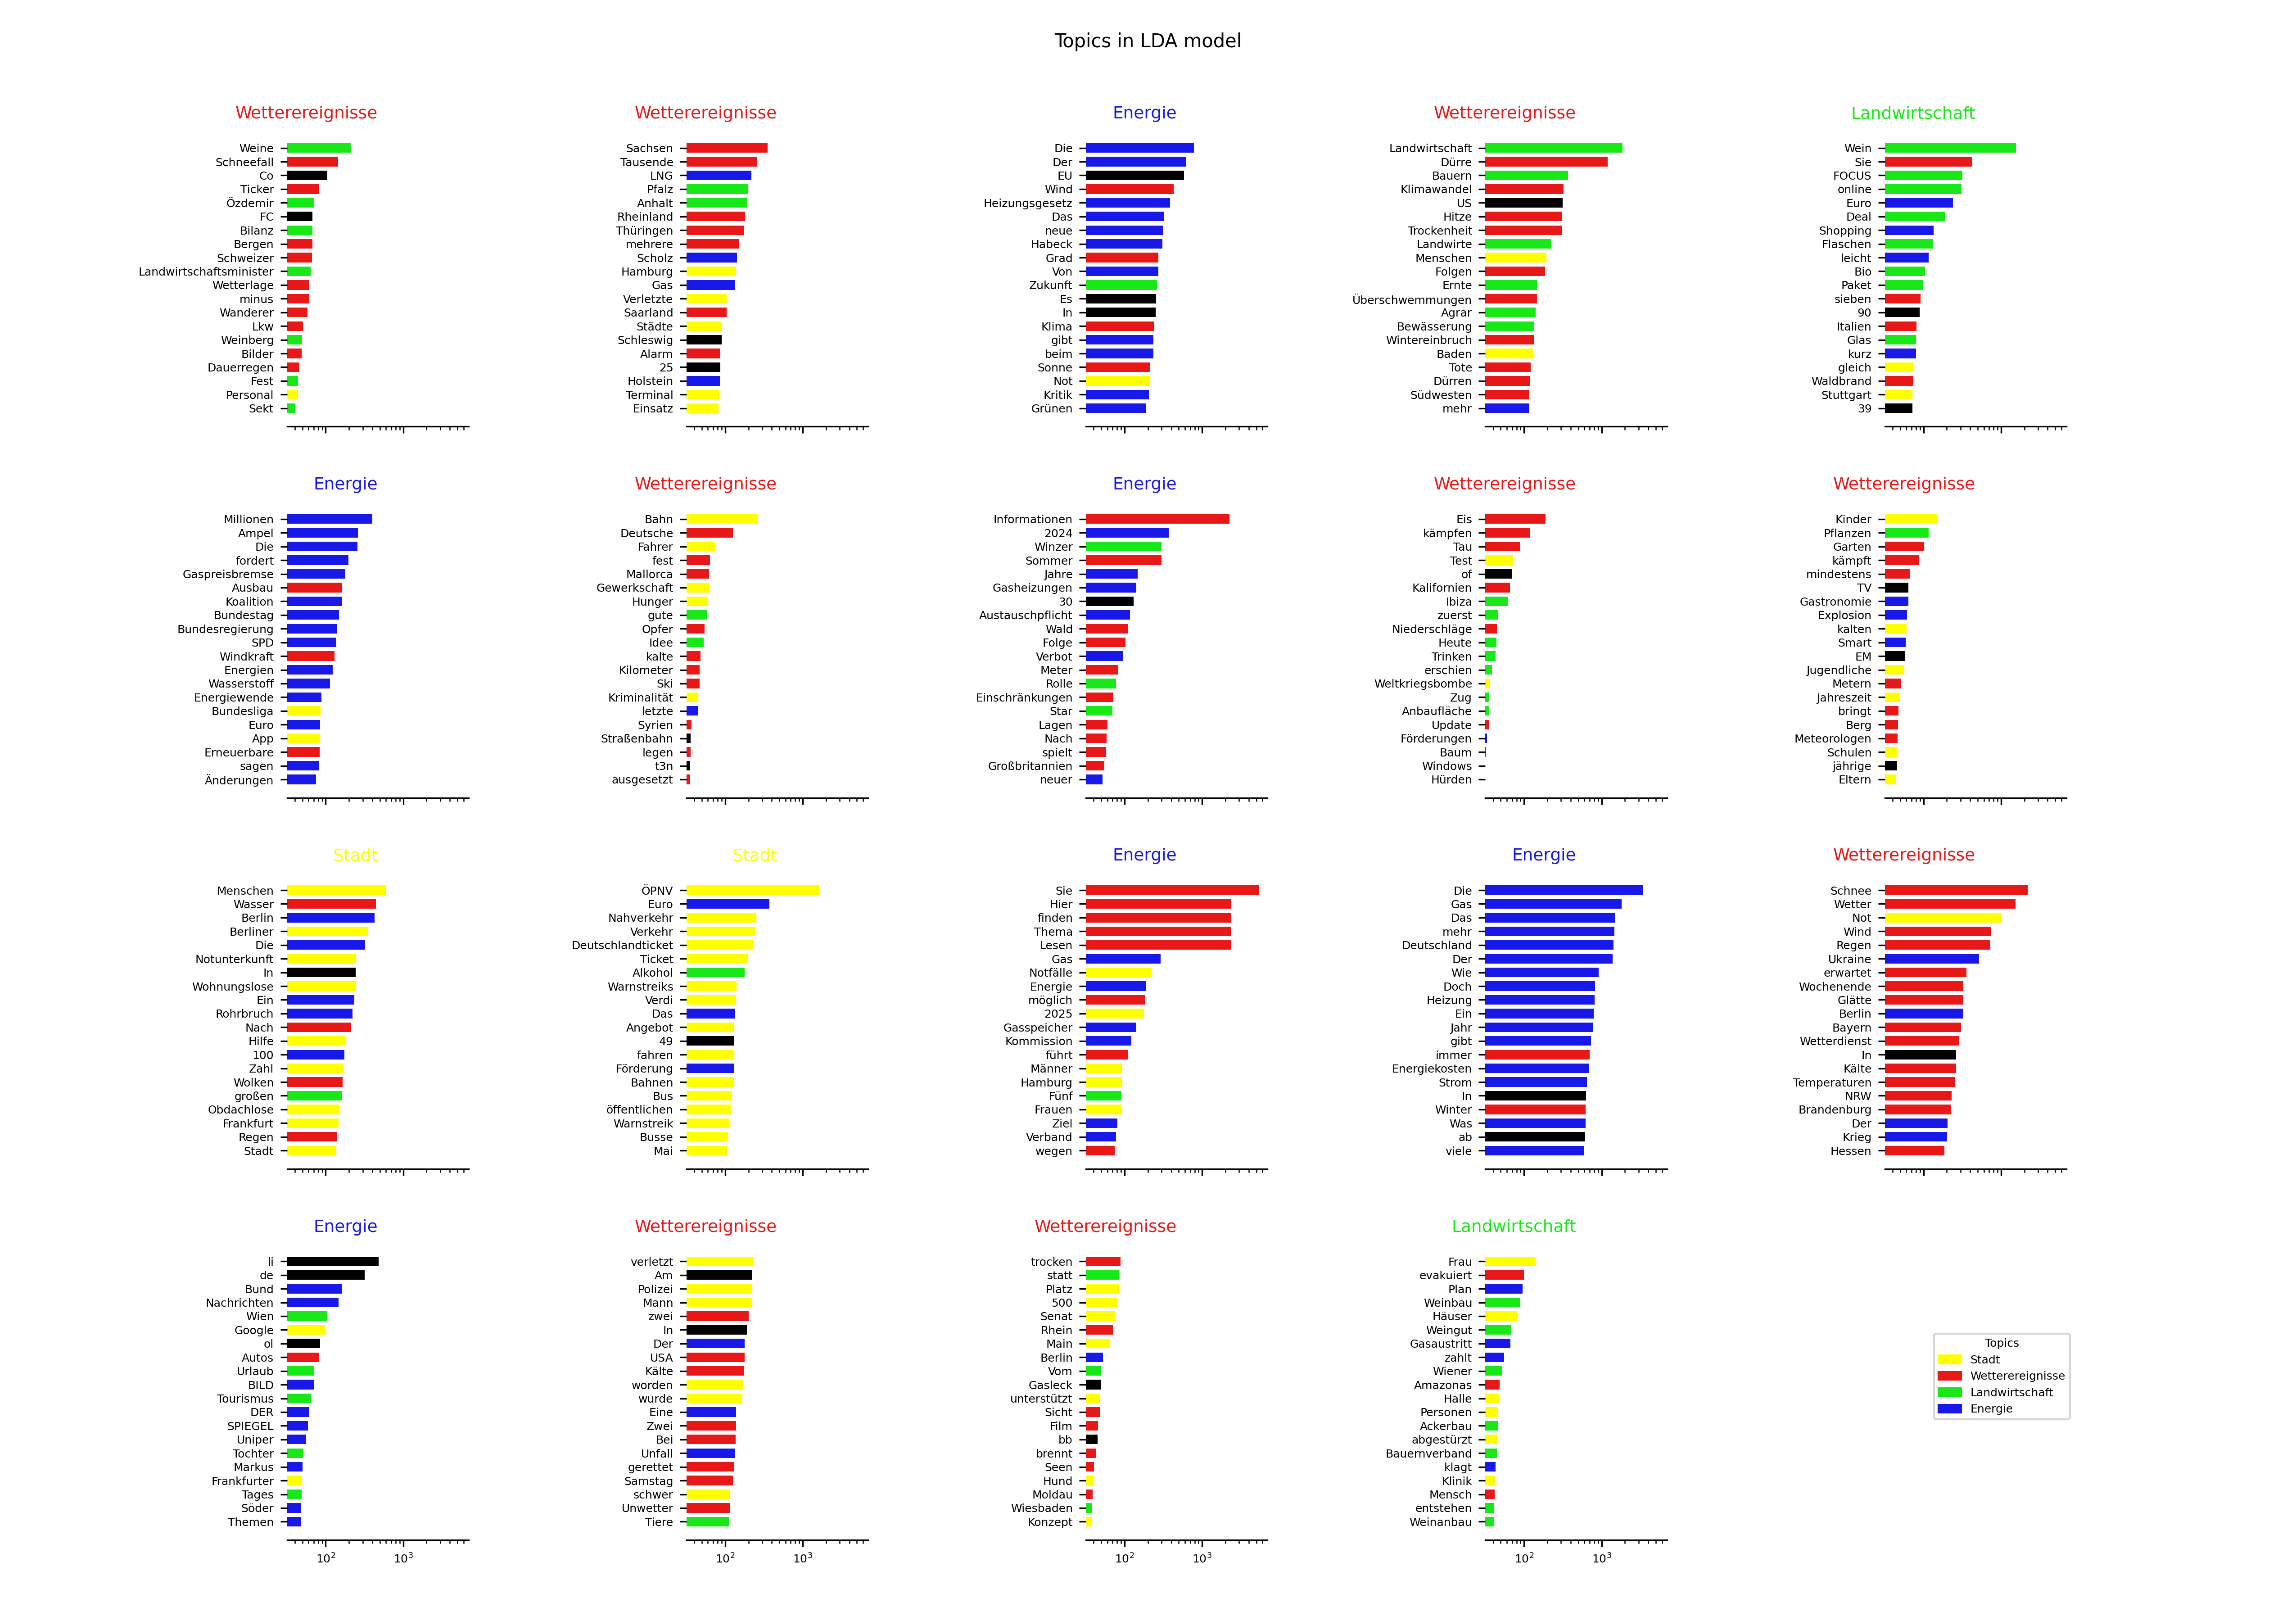 Topics in LDA model
Wetterereignisse
Weine
Schneefall
Co
Ticker
Özdemir
FC
Bilanz
Bergen
Schweizer
Landwirtschaftsminister
Wetterlage
minus
Wanderer
Lkw
Weinberg
Bilder
Dauerregen
Fest
Personal
Sekt
Wetterereignisse
Sachsen
Tausende
LNG
Pfalz
Anhalt
Rheinland
Thüringen
mehrere
Scholz
Hamburg
Gas
Verletzte
Saarland
Städte
Schleswig
Alarm
25
Holstein
Terminal
Einsatz
Energie
Die
Der
EU
Wind
Heizungsgesetz
Das
neue
Habeck
Grad
Von
Zukunft
Es
In
Klima
gibt
beim
Sonne
Not
Kritik
Grünen
Wetterereignisse
Landwirtschaft
Dürre
Bauern
Klimawandel
US
Hitze
Trockenheit
Landwirte
Menschen
Folgen
Ernte
Überschwemmungen
Agrar
Bewässerung
Wintereinbruch
Baden
Tote
Dürren
Südwesten
mehr
Landwirtschaft
Wein
Sie
FOCUS
online
Euro
Deal
Shopping
Flaschen
leicht
Bio
Paket
sieben
90
Italien
Glas
kurz
gleich
Waldbrand
Stuttgart
39
Energie
Millionen
Ampel
Die
fordert
Gaspreisbremse
Ausbau
Koalition
Bundestag
Bundesregierung
SPD
Windkraft
Energien
Wasserstoff
Energiewende
Bundesliga
Euro
App
Erneuerbare
sagen
Änderungen
Wetterereignisse
Bahn
Deutsche
Fahrer
fest
Mallorca
Gewerkschaft
Hunger
gute
Opfer
Idee
kalte
Kilometer
Ski
Kriminalität
letzte
Syrien
Straßenbahn
legen
t3n
ausgesetzt
Energie
Informationen
2024
Winzer
Sommer
Jahre
Gasheizungen
30
Austauschpflicht
Wald
Folge
Verbot
Meter
Rolle
Einschränkungen
Star
Lagen
Nach
spielt
Großbritannien
neuer
Wetterereignisse
Eis
kämpfen
Tau
Test
of
Kalifornien
Ibiza
zuerst
Niederschläge
Heute
Trinken
erschien
Weltkriegsbombe
Zug
Anbaufläche
Update
Förderungen
Baum
Windows
Hürden
Wetterereignisse
Kinder
Pflanzen
Garten
kämpft
mindestens
TV
Gastronomie
Explosion
kalten
Smart
EM
Jugendliche
Metern
Jahreszeit
bringt
Berg
Meteorologen
Schulen
jährige
Eltern
Stadt
Menschen
Wasser
Berlin
Berliner
Die
Notunterkunft
In
Wohnungslose
Ein
Rohrbruch
Nach
Hilfe
100
Zahl
Wolken
großen
Obdachlose
Frankfurt
Regen
Stadt
Stadt
ÖPNV
Euro
Nahverkehr
Verkehr
Deutschlandticket
Ticket
Alkohol
Warnstreiks
Verdi
Das
Angebot
49
fahren
Förderung
Bahnen
Bus
öffentlichen
Warnstreik
Busse
Mai
Energie
Sie
Hier
finden
Thema
Lesen
Gas
Notfälle
Energie
möglich
2025
Gasspeicher
Kommission
führt
Männer
Hamburg
Fünf
Frauen
Ziel
Verband
wegen
Energie
Die
Gas
Das
mehr
Deutschland
Der
Wie
Doch
Heizung
Ein
Jahr
gibt
immer
Energiekosten
Strom
In
Winter
Was
ab
viele
Wetterereignisse
Schnee
Wetter
Not
Wind
Regen
Ukraine
erwartet
Wochenende
Glätte
Berlin
Bayern
Wetterdienst
In
Kälte
Temperaturen
NRW
Brandenburg
Der
Krieg
Hessen
Energie
li
de
Bund
Nachrichten
Wien
Google
ol
Autos
Urlaub
BILD
Tourismus
DER
SPIEGEL
Uniper
Tochter
Markus
Frankfurter
Tages
Söder
Themen
10² 10³
Wetterereignisse
verletzt
Am
Polizei
Mann
zwei
In
Der
USA
Kälte
worden
wurde
Eine
Zwei
Bei
Unfall
gerettet
Samstag
schwer
Unwetter
Tiere
10² 10³
Wetterereignisse
trocken
statt
Platz
500
Senat
Rhein
Main
Berlin
Vom
Gasleck
unterstützt
Sicht
Film
bb
brennt
Seen
Hund
Moldau
Wiesbaden
Konzept
10² 10³
Landwirtschaft
Frau
evakuiert
Plan
Weinbau
Häuser
Weingut
Gasaustritt
zahlt
Wiener
Amazonas
Halle
Personen
Ackerbau
abgestürzt
Bauernverband
klagt
Klinik
Mensch
entstehen
Weinanbau
10² 10³
Topics
Stadt
Wetterereignisse
Landwirtschaft
Energie